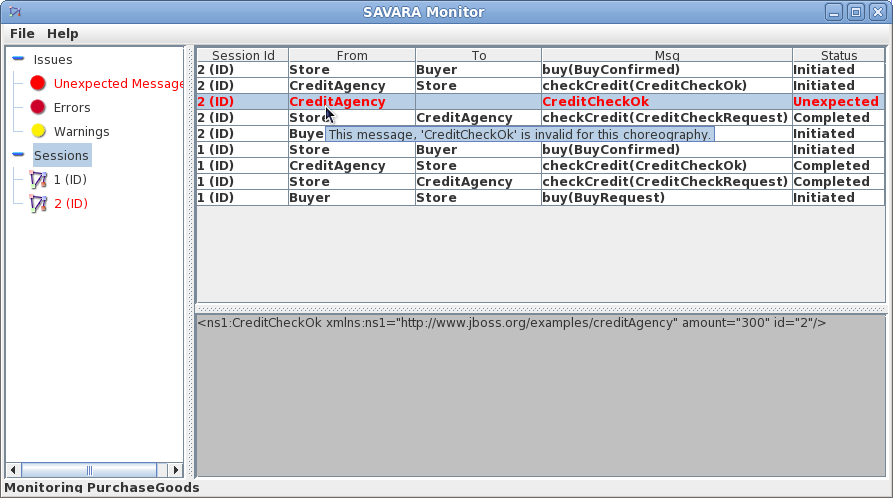 SAVARA Monitor
File Help
Issues
Unexpected Message
Errors
Warnings
Sessions
1 (ID)
2 (ID)
Session Id From To Msg Status
2 (ID) Store Buyer buy(BuyConfirmed) Initiated
2 (ID) CreditAgency Store checkCredit(CreditCheckOk) Initiated
2 (ID) CreditAgency CreditCheckOk Unexpected
2 (ID) Store CreditAgency checkCredit(CreditCheckRequest) Completed
2 (ID) Buye Initiated
This message, 'CreditCheckOk' is invalid for this choreography.
1 (ID) Store Buyer buy(BuyConfirmed) Initiated
1 (ID) CreditAgency Store checkCredit(CreditCheckOk) Completed
1 (ID) Store CreditAgency checkCredit(CreditCheckRequest) Completed
1 (ID) Buyer Store buy(BuyRequest) Initiated
<ns1:CreditCheckOk xmlns:ns1="http://www.jboss.org/examples/creditAgency" amount="300" id="2"/>
Monitoring PurchaseGoods